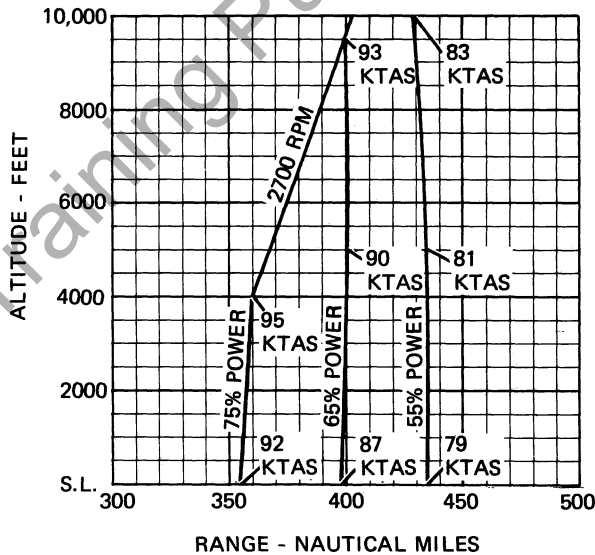 Training Pu
10,000
8000
6000
4000
2000
S.L.
ALTITUDE - FEET
93
KTAS
83
KTAS
2700 RPM
90
KTAS
81
KTAS
95
KTAS
75% POWER
65% POWER
55% POWER
92
KTAS
87
KTAS
79
KTAS
300
350
400
450
500
RANGE - NAUTICAL MILES